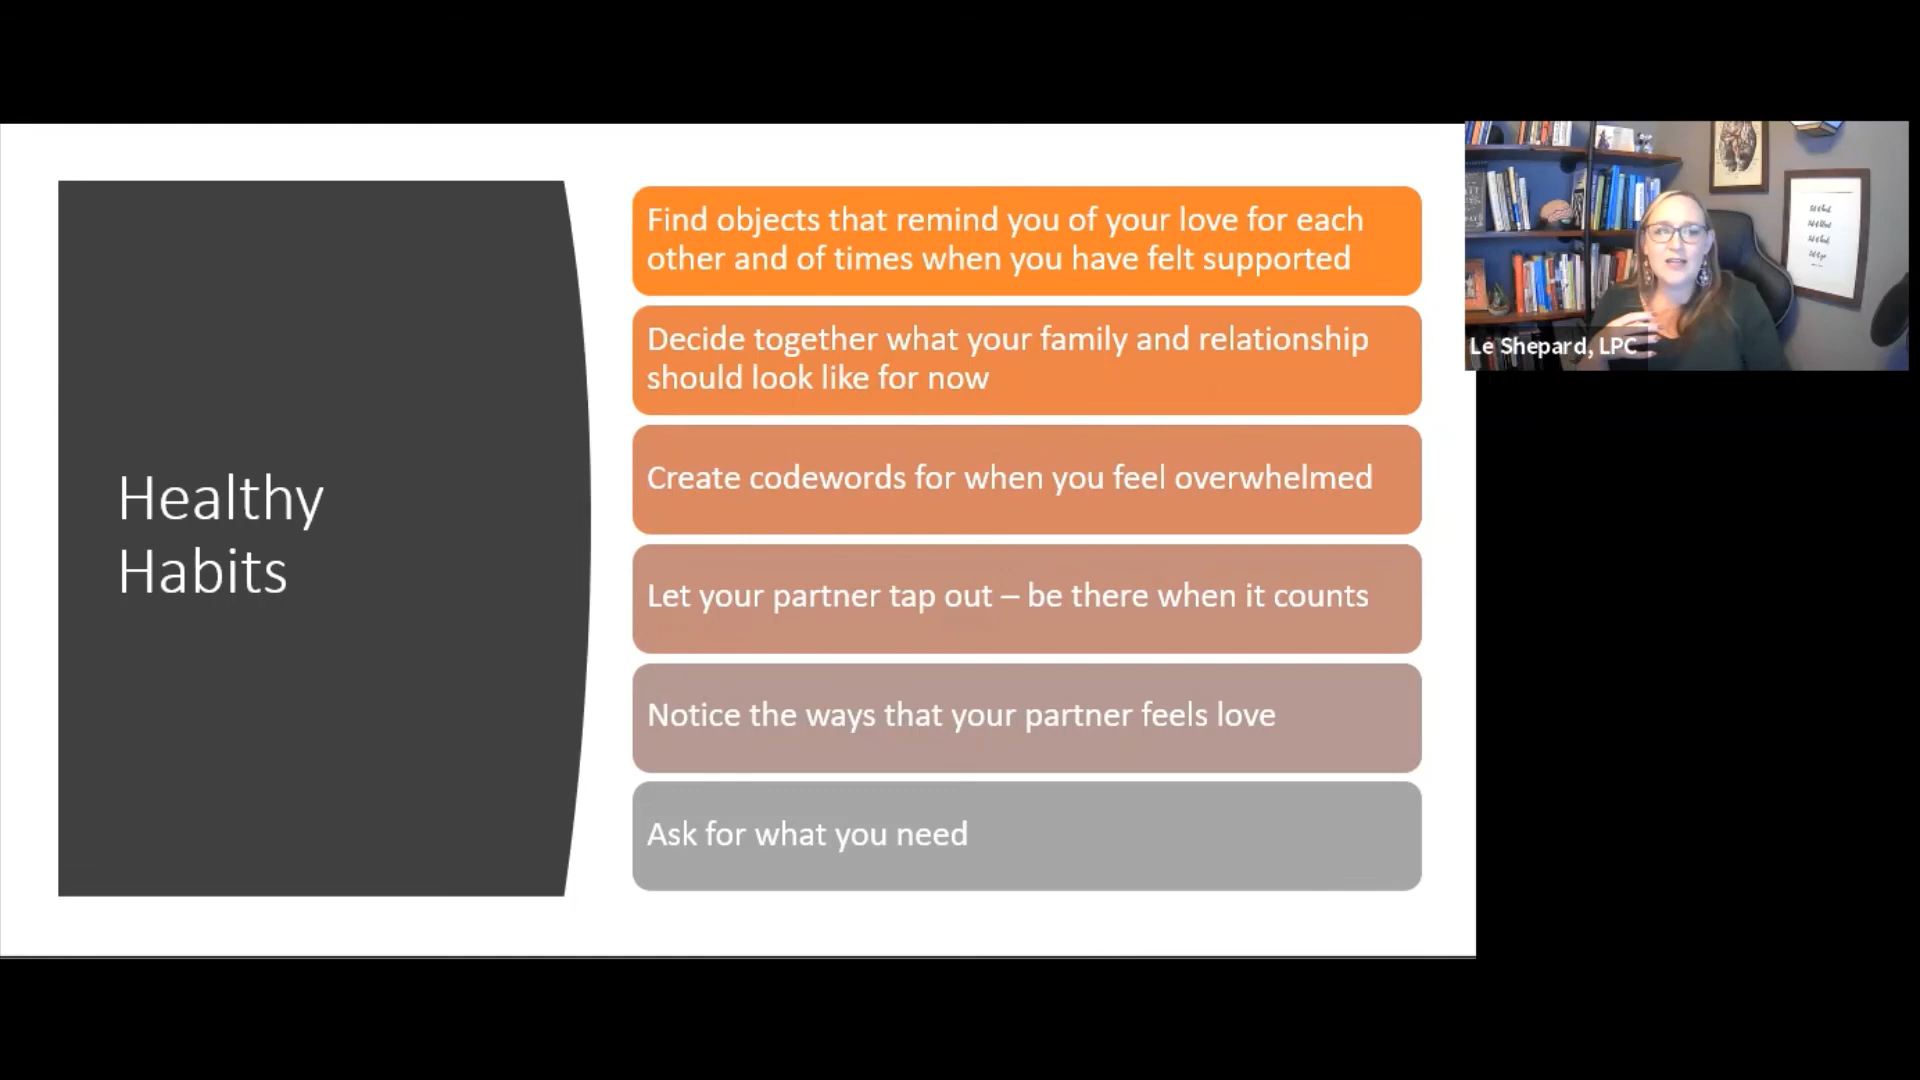 Healthy
Habits
Find objects that remind you of your love for each
other and of times when you have felt supported
Decide together what your family and relationship
should look like for now
Create codewords for when you feel overwhelmed
Let your partner tap out – be there when it counts
Notice the ways that your partner feels love
Ask for what you need
Le Shepard, LPC